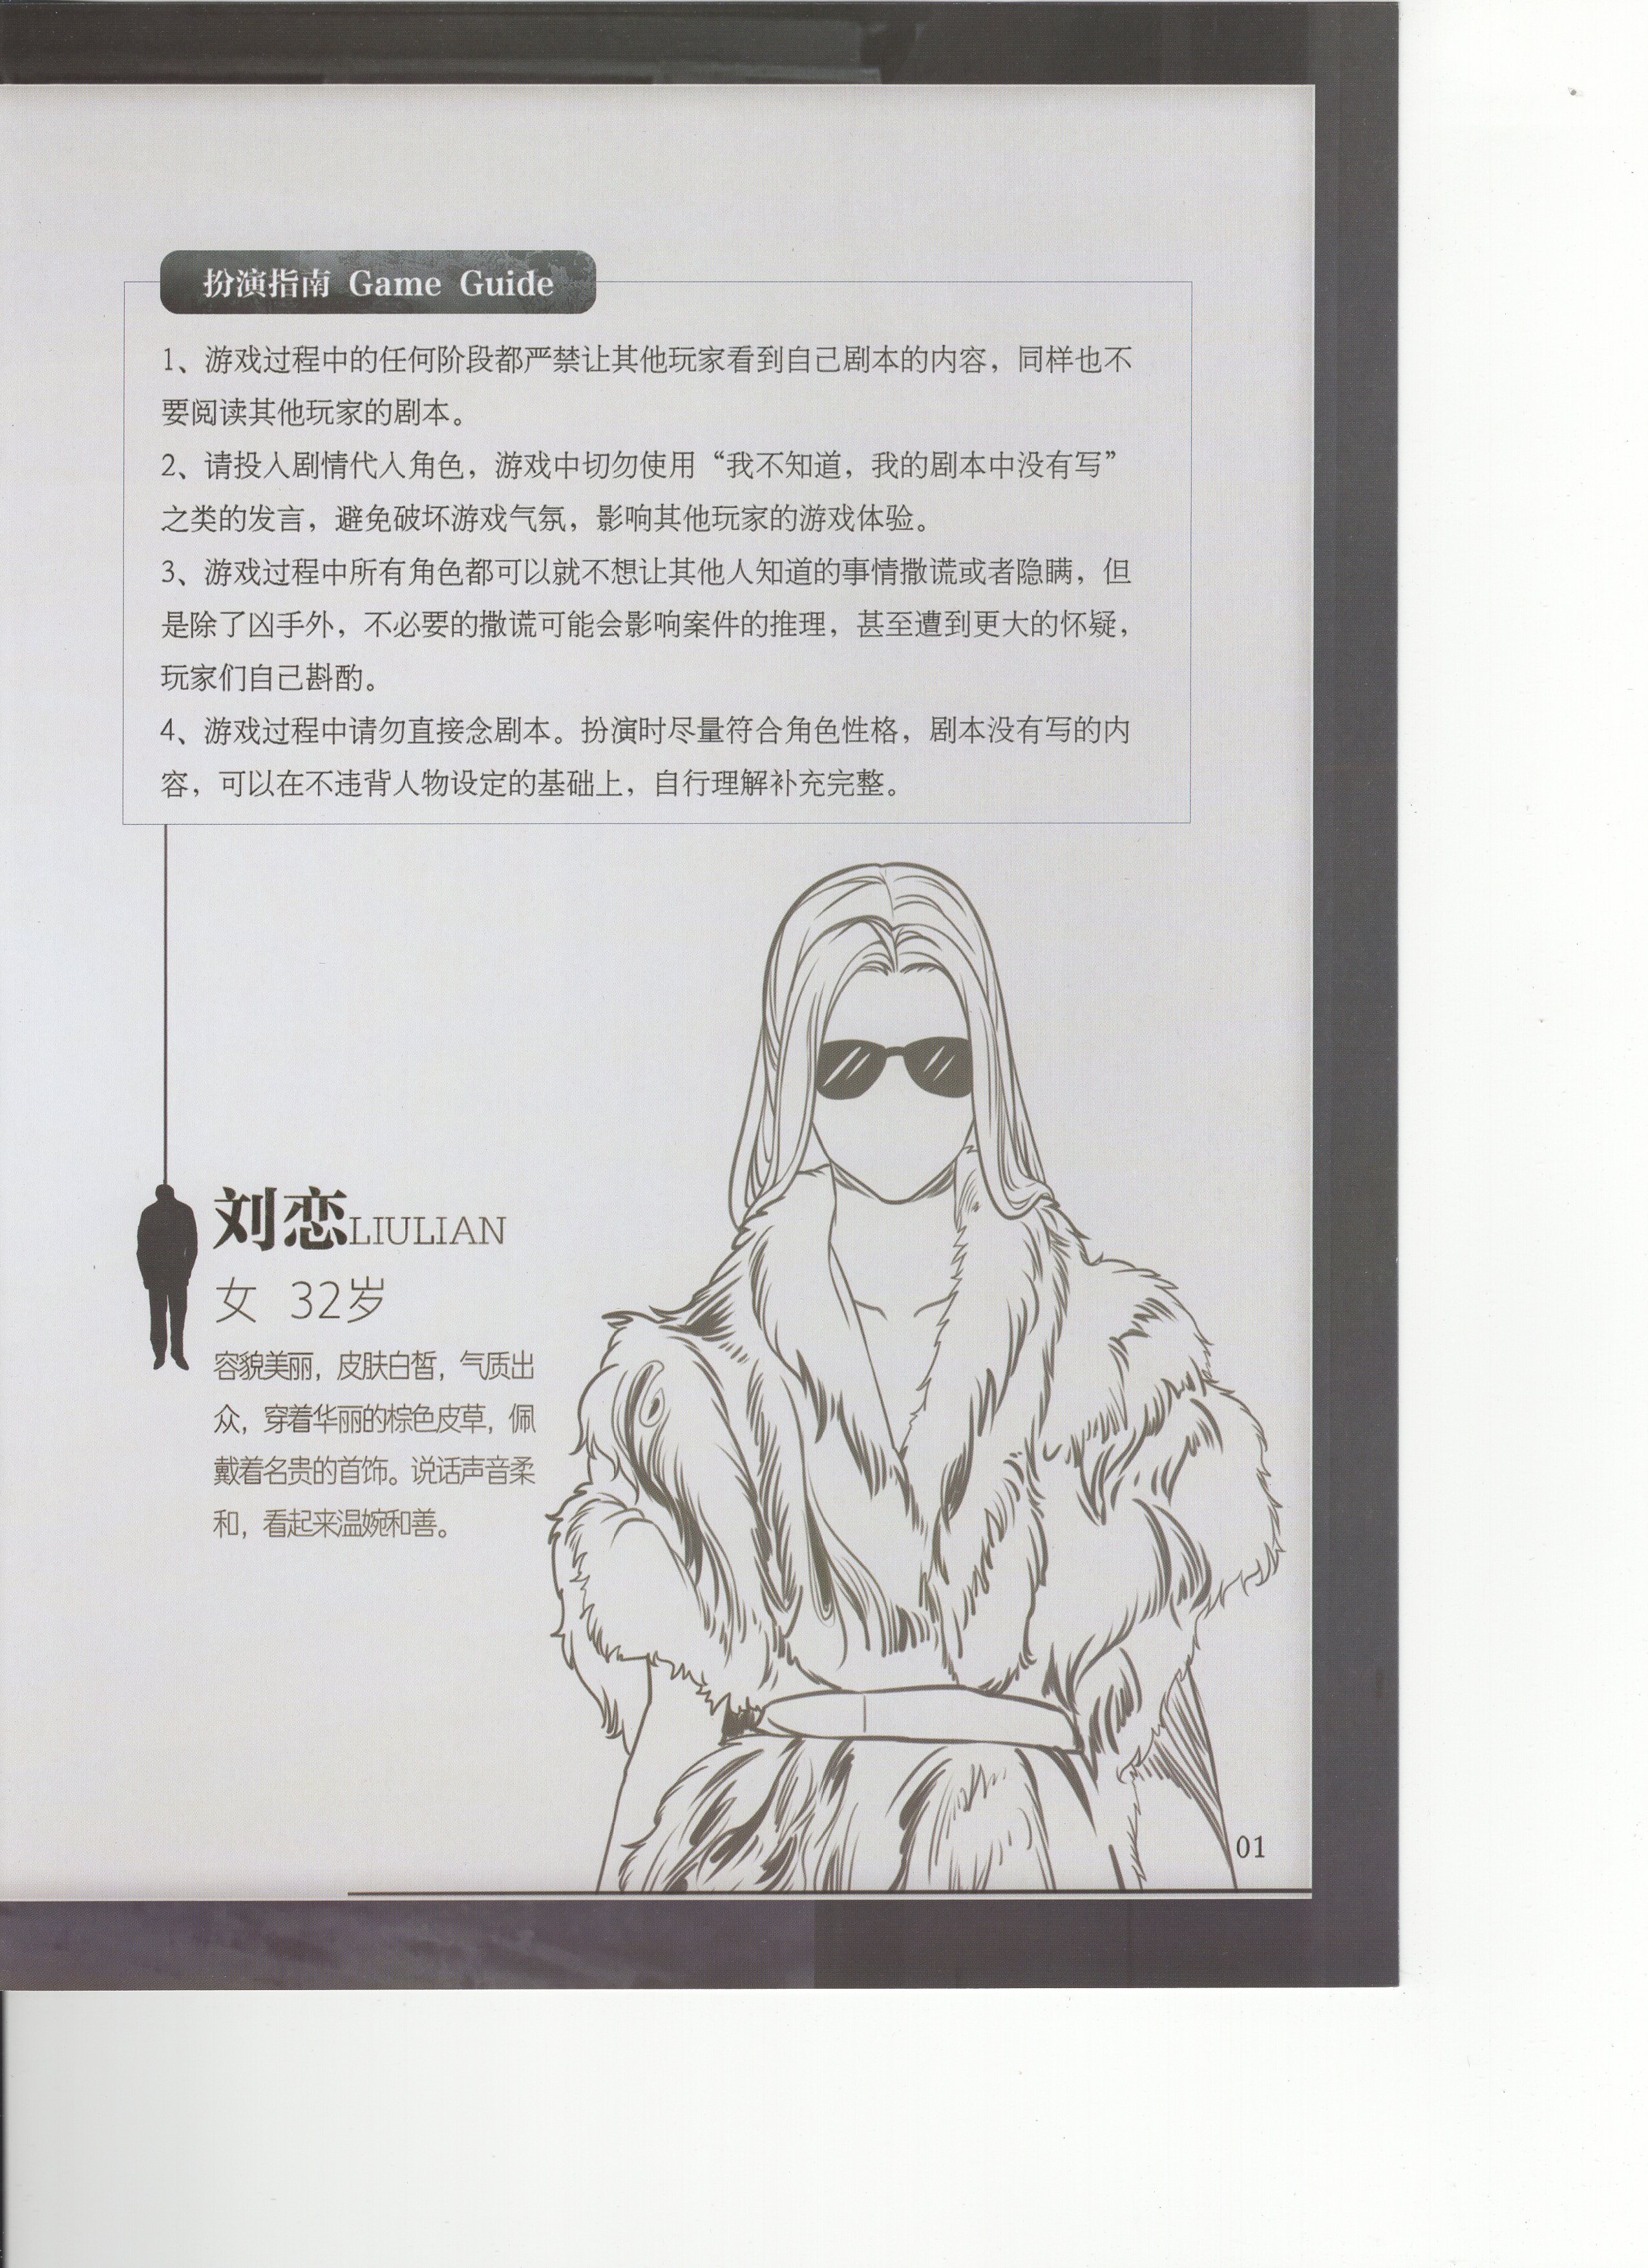 扮演指南 Game Guide
1、游戏过程中的任何阶段都严禁让其他玩家看到自己剧本的内容，同样也不
要阅读其他玩家的剧本。
2、请投入剧情代入角色，游戏中切勿使用“我不知道，我的剧本中没有写”
之类的发言，避免破坏游戏气氛，影响其他玩家的游戏体验。
3、游戏过程中所有角色都可以就不想让其他人知道的事情撒谎或者隐瞒，但
是除了凶手外，不必要的撒谎可能会影响案件的推理，甚至遭到更大的怀疑，
玩家们自己斟酌。
4、游戏过程中请勿直接念剧本。扮演时尽量符合角色性格，剧本没有写的内
容，可以在不违背人物设定的基础上，自行理解补充完整。
刘恋LIULIAN
女 32岁
容貌美丽，皮肤白皙，气质出
众，穿着华丽的棕色皮草，佩
戴着名贵的首饰。说话声音柔
和，看起来温婉和善。
01